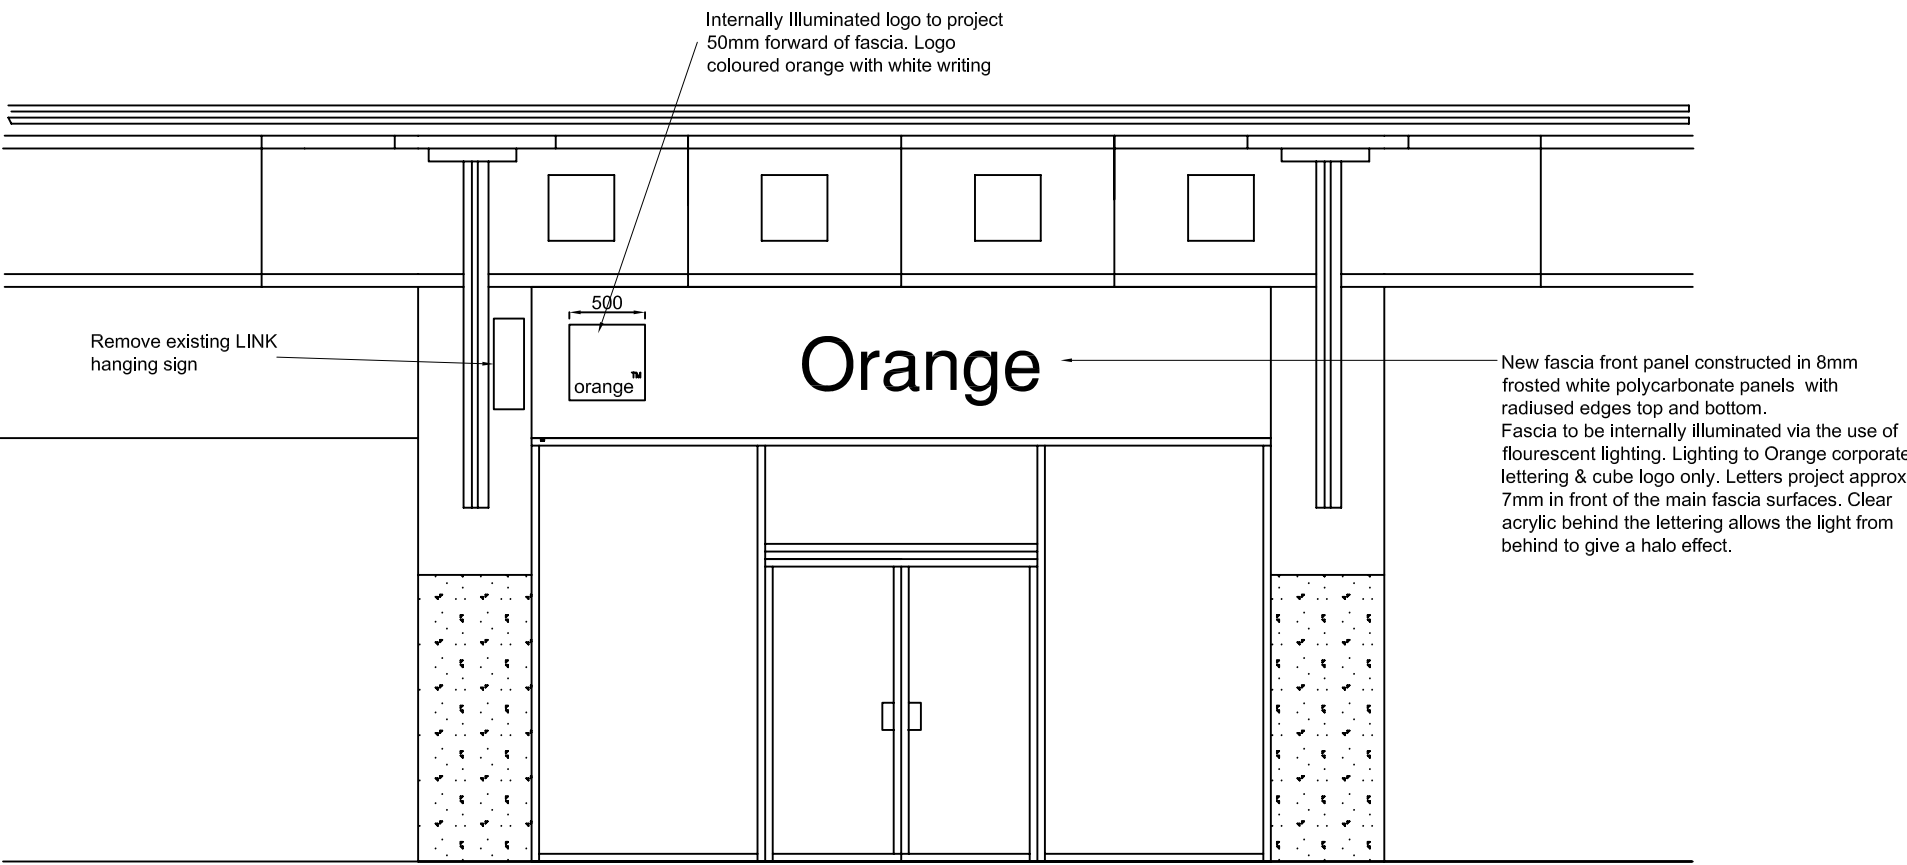 Internally Illuminated logo to project
50mm forward of fascia. Logo
coloured orange with white writing
500
Remove existing LINK
hanging sign
orange™
Orange
New fascia front panel constructed in 8mm
frosted white polycarbonate panels with
radiused edges top and bottom.
Fascia to be internally illuminated via the use of
flourescent lighting. Lighting to Orange corporate
lettering & cube logo only. Letters project approx
7mm in front of the main fascia surfaces. Clear
acrylic behind the lettering allows the light from
behind to give a halo effect.